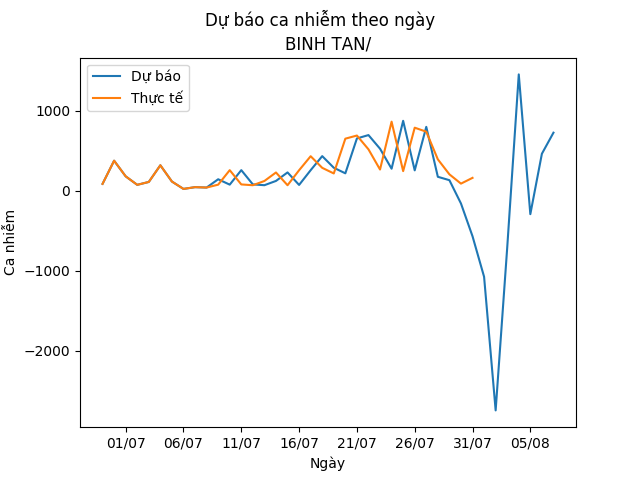 Dự báo ca nhiễm theo ngày
BINH TAN/
Dự báo
Thực tế
1000
0
−1000
−2000
Ca nhiễm
01/07 06/07 11/07 16/07 21/07 26/07 31/07 05/08
Ngày